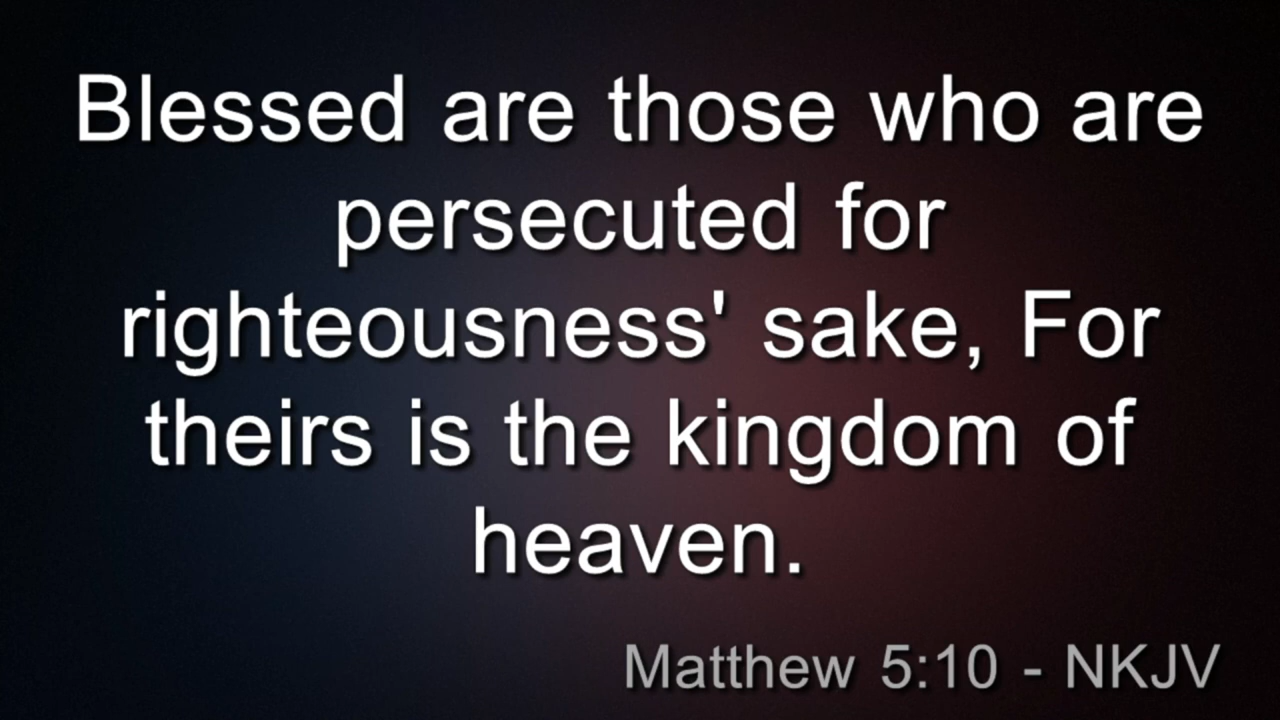 Blessed are those who are
persecuted for
righteousness' sake, For
theirs is the kingdom of
heaven.
Matthew 5:10 - NKJV